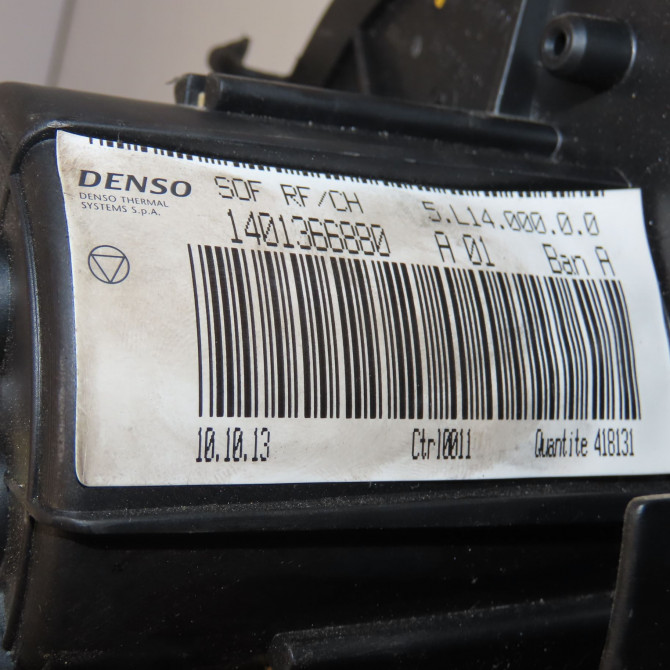 DENSO
DENSO THERMAL
SYSTEMS S.p.A.
SOF RF/CH 5.L14.000.0.0
1401366880 A 01 Ban A
10.10.13 Ctrl0011 Quantite 418131